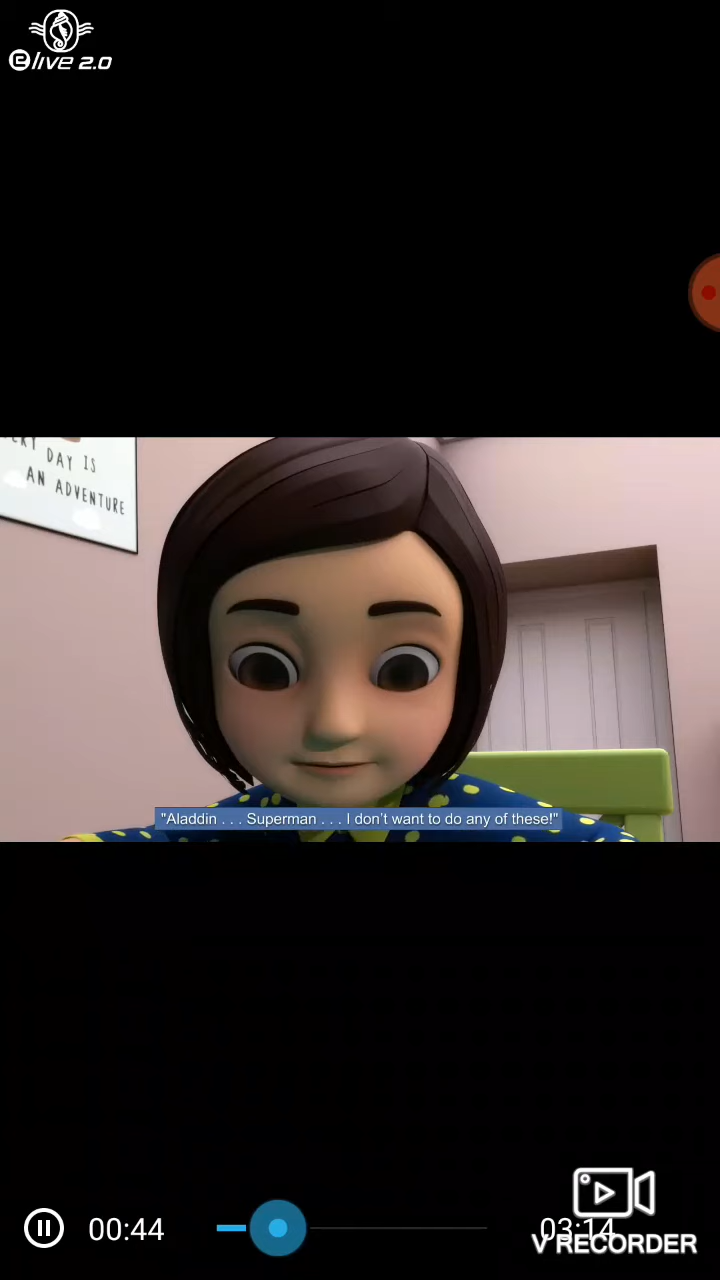 live 2.0
DAY IS
AN ADVENTURE
"Aladdin . . . Superman . . . I don't want to do any of these!"
00:44
03:14
V RECORDER